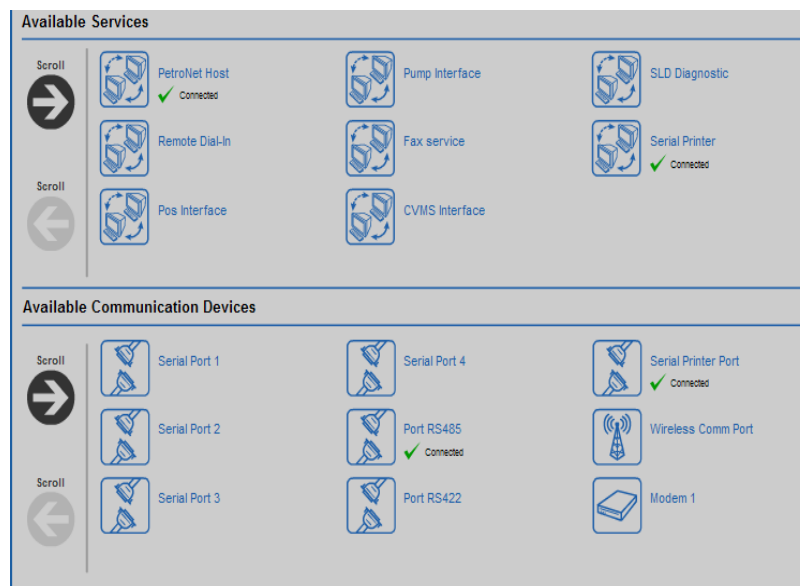 Available Services
Scroll
PetroNet Host
Connected
Pump Interface
SLD Diagnostic
Remote Dial-In
Fax service
Serial Printer
Connected
Scroll
Pos Interface
CVMS Interface
Available Communication Devices
Scroll
Serial Port 1
Serial Port 4
Serial Printer Port
Connected
Serial Port 2
Port RS485
Connected
Wireless Comm Port
Scroll
Serial Port 3
Port RS422
Modem 1